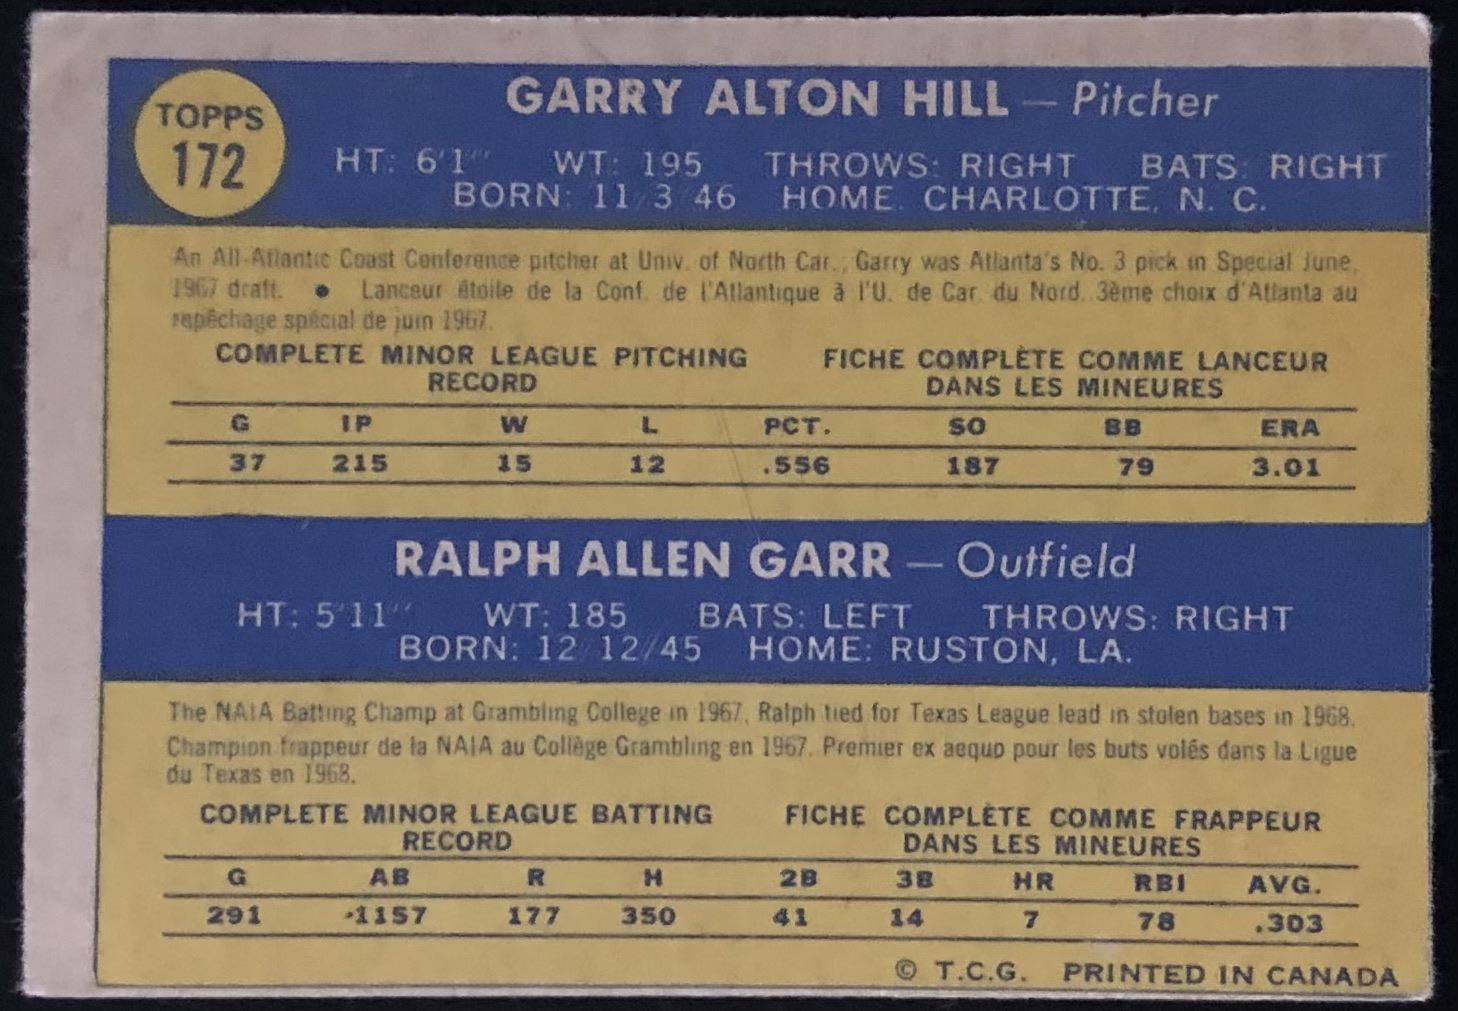 TOPPS
172
GARRY ALTON HILL — Pitcher
HT: 6'1" WT: 195 THROWS: RIGHT BATS: RIGHT
BORN: 11/3/46 HOME: CHARLOTTE, N. C.
An All-Atlantic Coast Conference pitcher at Univ. of North Car., Garry was Atlanta's No. 3 pick in Special June,
1967 draft. ● Lanceur étoile de la Conf. de l'Atlantique à l'U. de Car. du Nord. 3ème choix d'Atlanta au
repêchage spécial de juin 1967.
COMPLETE MINOR LEAGUE PITCHING RECORD
FICHE COMPLÈTE COMME LANCEUR DANS LES MINEURES
G IP W L PCT. SO BB ERA
37 215 15 12 .556 187 79 3.01
RALPH ALLEN GARR — Outfield
HT: 5'11" WT: 185 BATS: LEFT THROWS: RIGHT
BORN: 12/12/45 HOME: RUSTON, LA.
The NAIA Batting Champ at Grambling College in 1967, Ralph tied for Texas League lead in stolen bases in 1968.
Champion frappeur de la NAIA au Collège Grambling en 1967. Premier ex aequo pour les buts volés dans la Ligue
du Texas en 1968.
COMPLETE MINOR LEAGUE BATTING RECORD
FICHE COMPLÈTE COMME FRAPPEUR DANS LES MINEURES
G AB R H 2B 3B HR RBI AVG.
291 1157 177 350 41 14 7 78 .303
© T.C.G. PRINTED IN CANADA